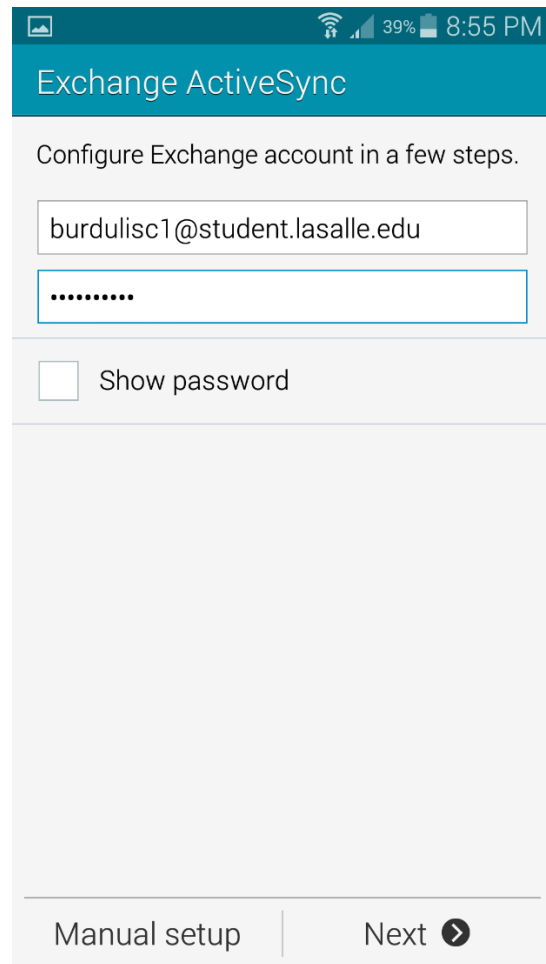 39% 8:55 PM
Exchange ActiveSync
Configure Exchange account in a few steps.
burdulisc1@student.lasalle.edu
••••••••••
Show password
Manual setup Next